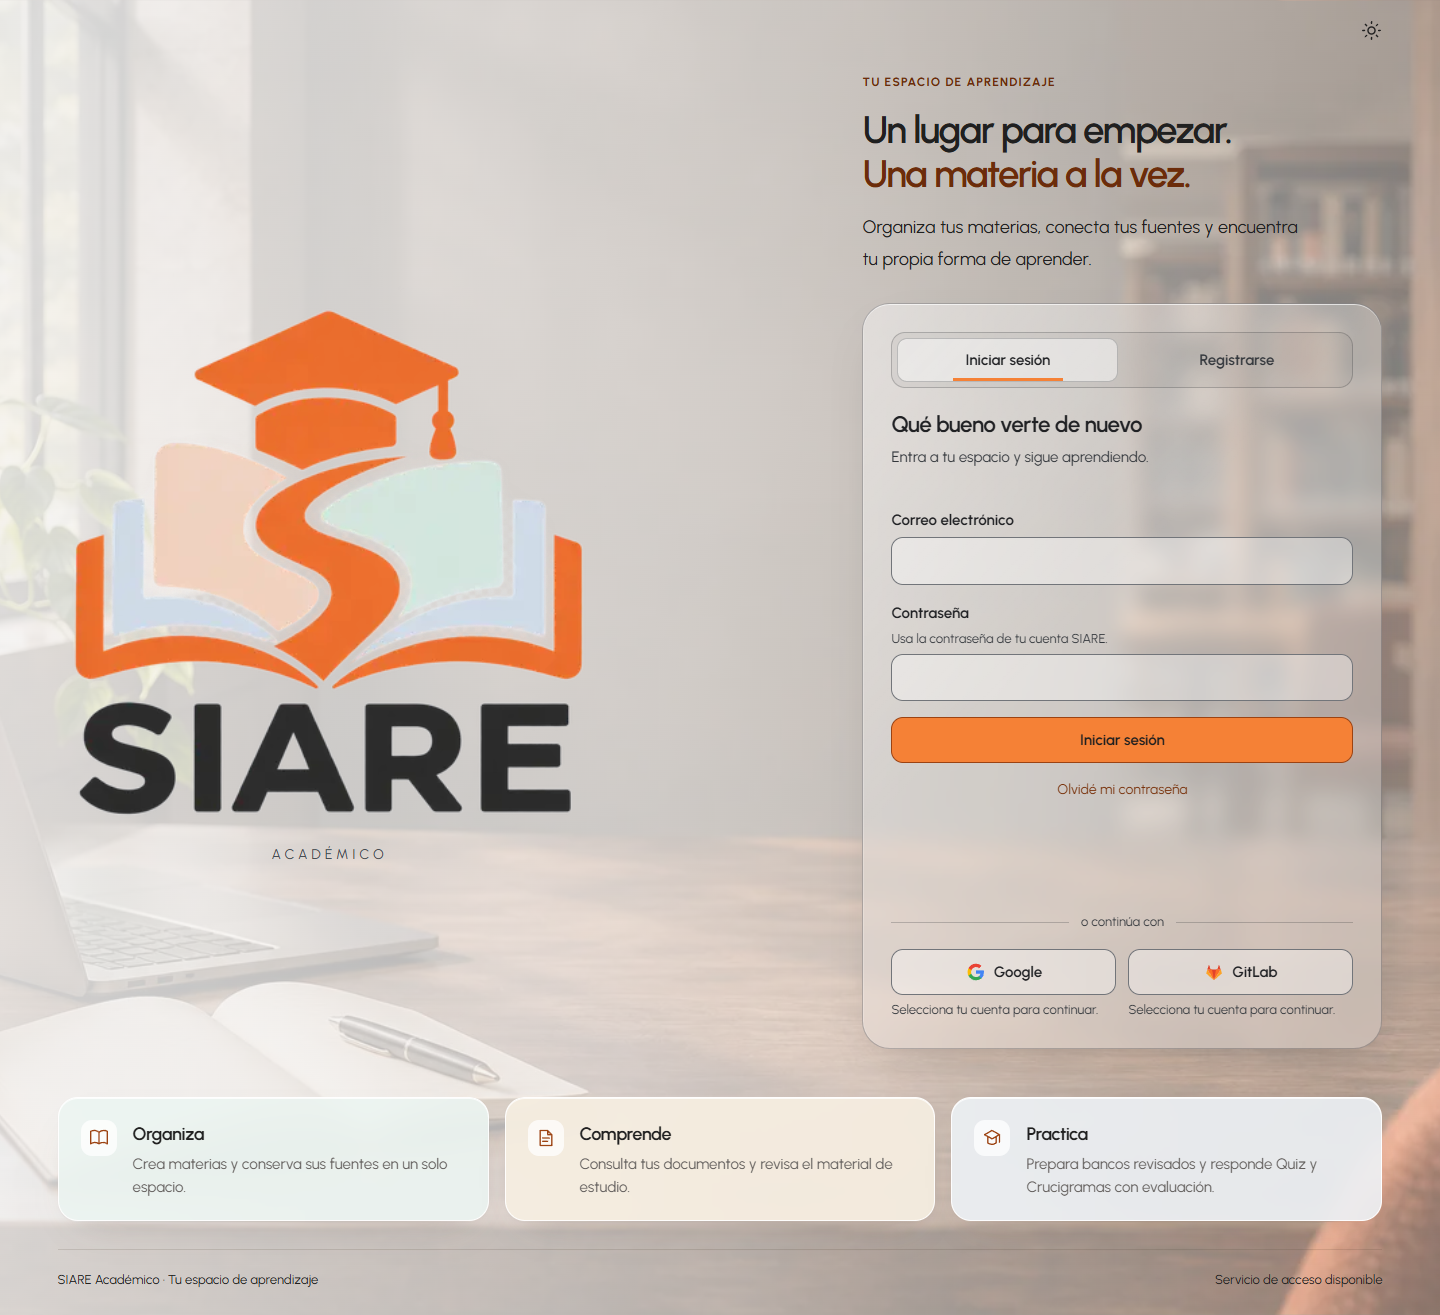 TU ESPACIO DE APRENDIZAJE
Un lugar para empezar.
Una materia a la vez.
Organiza tus materias, conecta tus fuentes y encuentra
tu propia forma de aprender.
SIARE
ACADÉMICO
Iniciar sesión
Registrarse
Qué bueno verte de nuevo
Entra a tu espacio y sigue aprendiendo.
Correo electrónico
Contraseña
Usa la contraseña de tu cuenta SIARE.
Iniciar sesión
Olvidé mi contraseña
o continúa con
Google
GitLab
Selecciona tu cuenta para continuar.
Selecciona tu cuenta para continuar.
Organiza
Crea materias y conserva sus fuentes en un solo
espacio.
Comprende
Consulta tus documentos y revisa el material de
estudio.
Practica
Prepara bancos revisados y responde Quiz y
Crucigramas con evaluación.
SIARE Académico · Tu espacio de aprendizaje
Servicio de acceso disponible